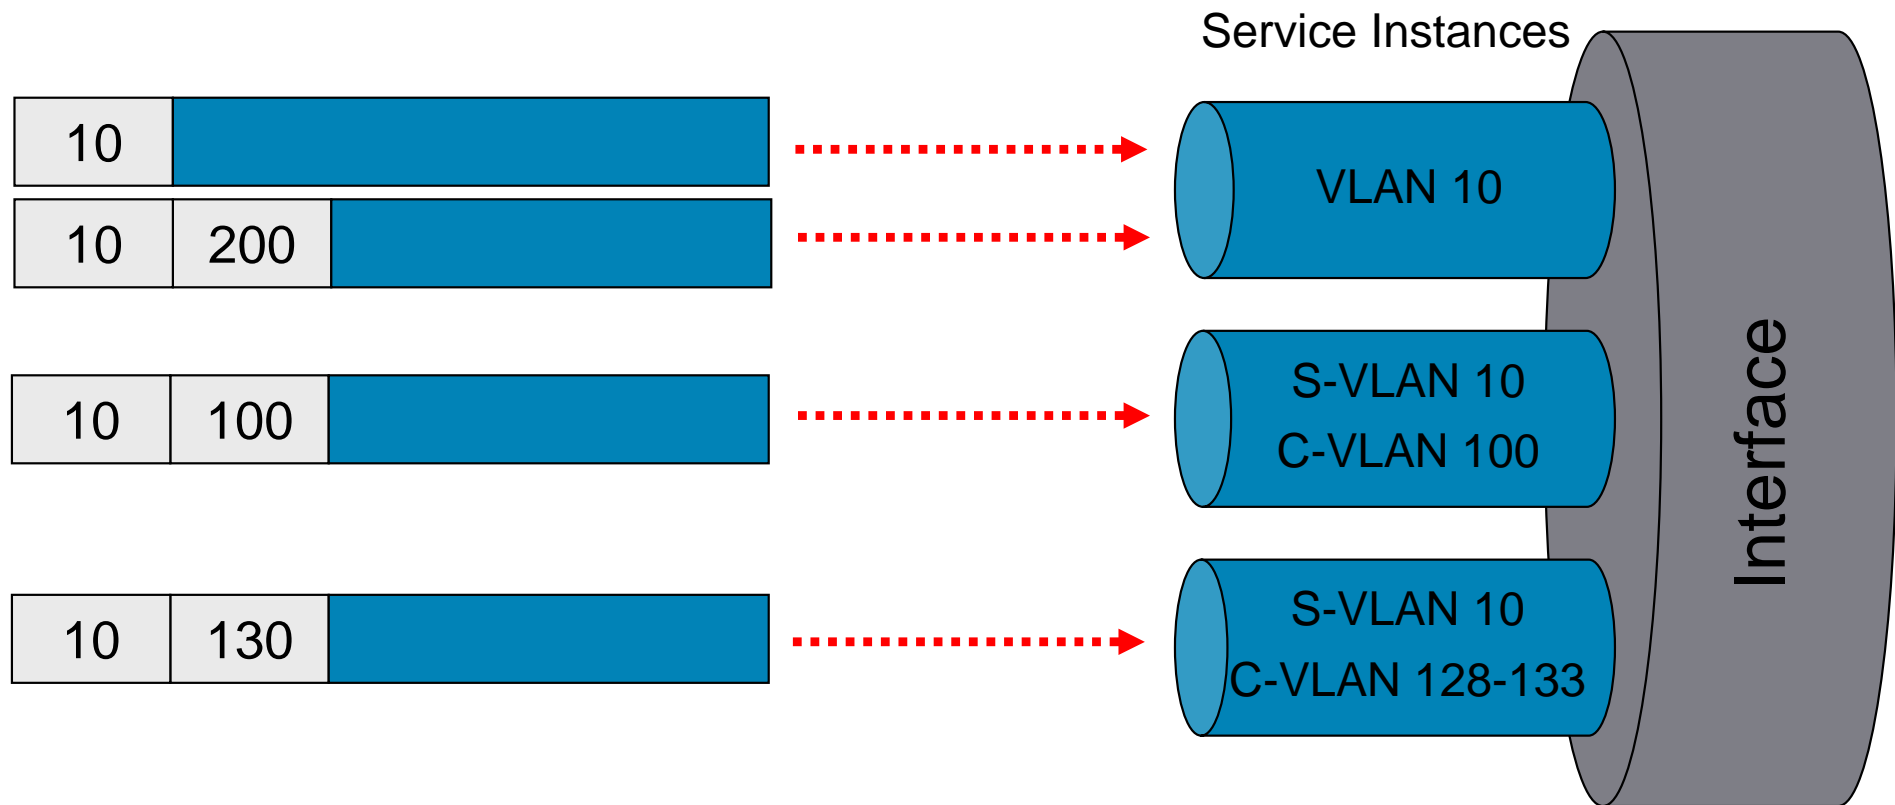 Service Instances
10
VLAN 10
10 200
10 100
S-VLAN 10
C-VLAN 100
10 130
S-VLAN 10
C-VLAN 128-133
Interface